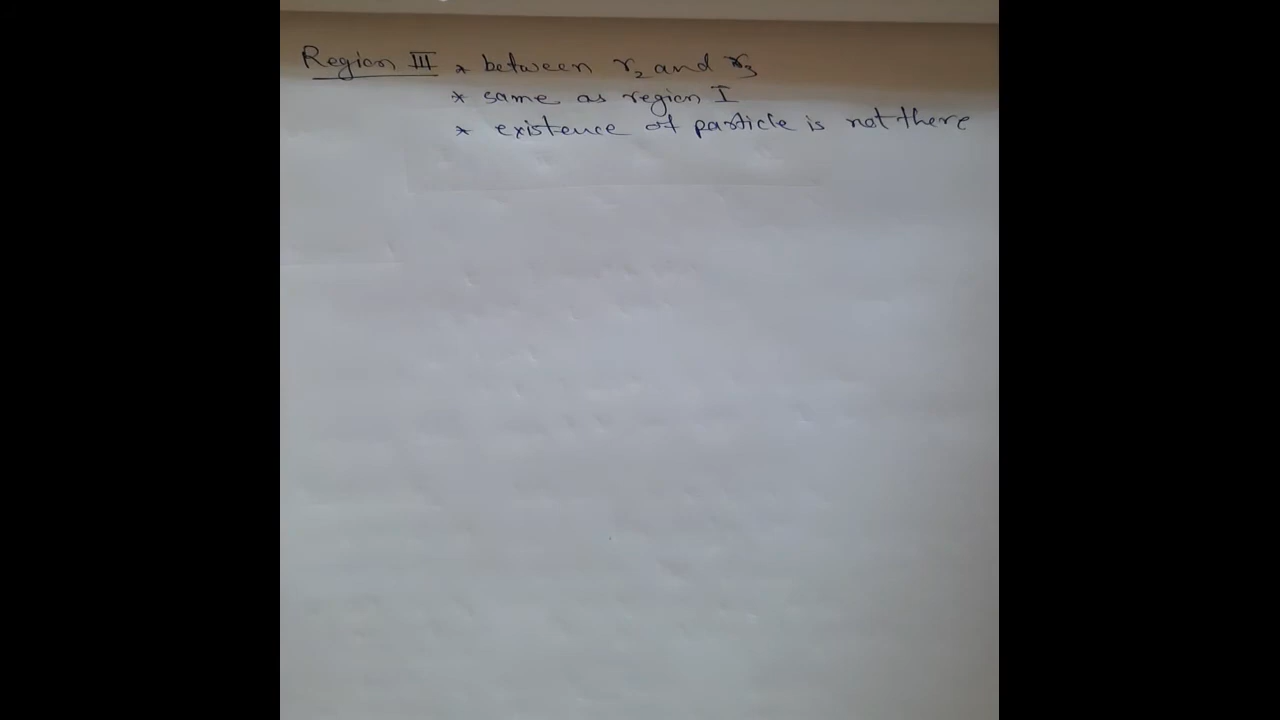 Region III * between r₂ and r₃
* same as region I
* existence of particle is not there